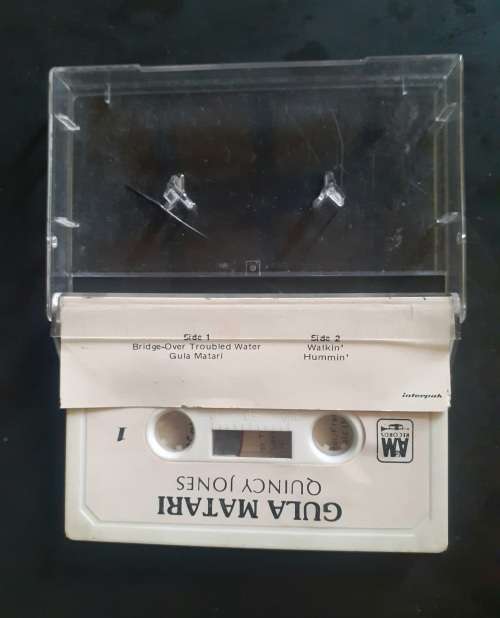 Side 1
Bridge-Over Troubled Water
Gula Matari
Side 2
Walkin'
Hummin'
interpak
1
AM
RECORDS
QUINCY JONES
GULA MATARI